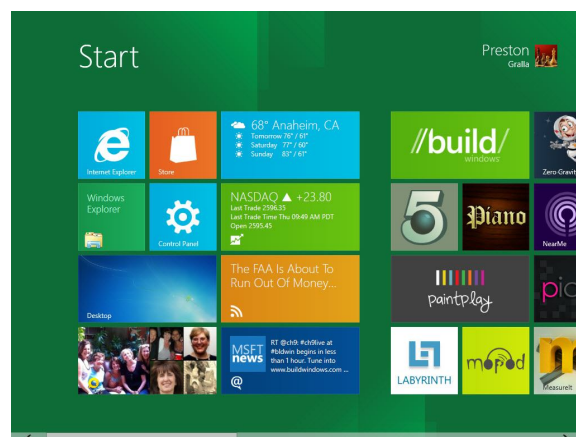 Start
Preston
Gralla
Internet Explorer
Store
68° Anaheim, CA
Tomorrow 76° / 61°
Saturday 77° / 60°
Sunday 83° / 61°
Windows
Explorer
Control Panel
NASDAQ ▲ +23.80
Last Trade 2596.35
Last Trade Time Thu 09:49 AM PDT
Open 2595.45
Desktop
The FAA Is About To
Run Out Of Money...
MSFT
news
RT @ch9: #ch9live at
#bldwin begins in less
than 1 hour. Tune into
www.buildwindows.com ...
@
//build/
windows
Zero-Gravit
5
Piano
NearMe
paintplay
pic
LABYRINTH
mopod
m
MeasureIt